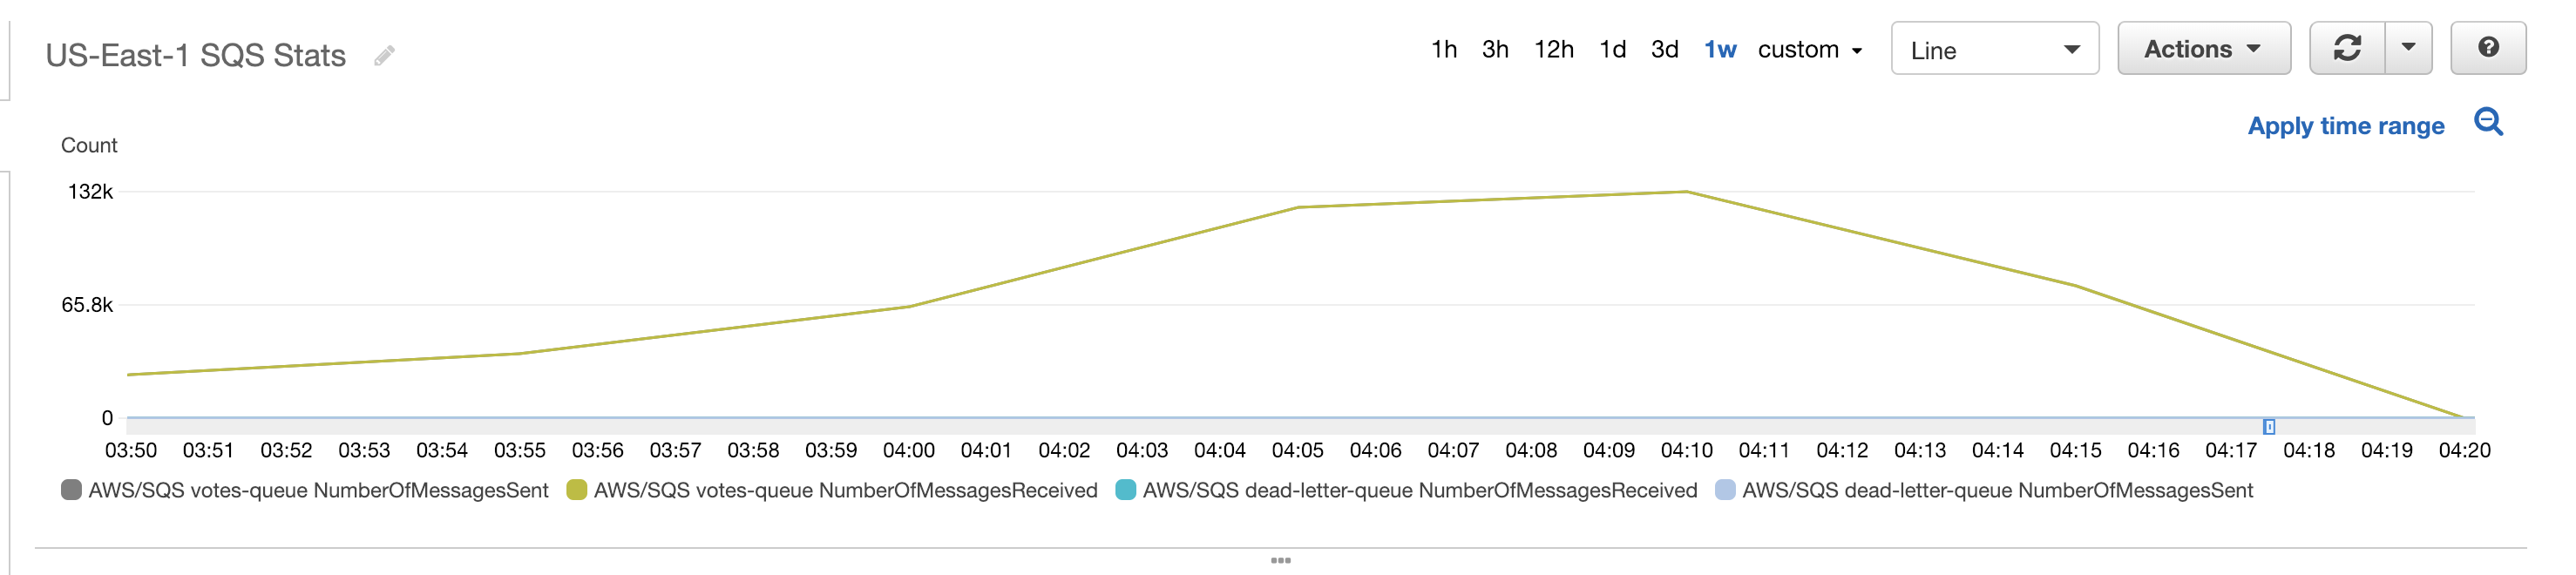 US-East-1 SQS Stats
1h 3h 12h 1d 3d 1w custom Line Actions ?
Apply time range
Count
132k
65.8k
0
03:50 03:51 03:52 03:53 03:54 03:55 03:56 03:57 03:58 03:59 04:00 04:01 04:02 04:03 04:04 04:05 04:06 04:07 04:08 04:09 04:10 04:11 04:12 04:13 04:14 04:15 04:16 04:17 04:18 04:19 04:20
AWS/SQS votes-queue NumberOfMessagesSent AWS/SQS votes-queue NumberOfMessagesReceived AWS/SQS dead-letter-queue NumberOfMessagesReceived AWS/SQS dead-letter-queue NumberOfMessagesSent